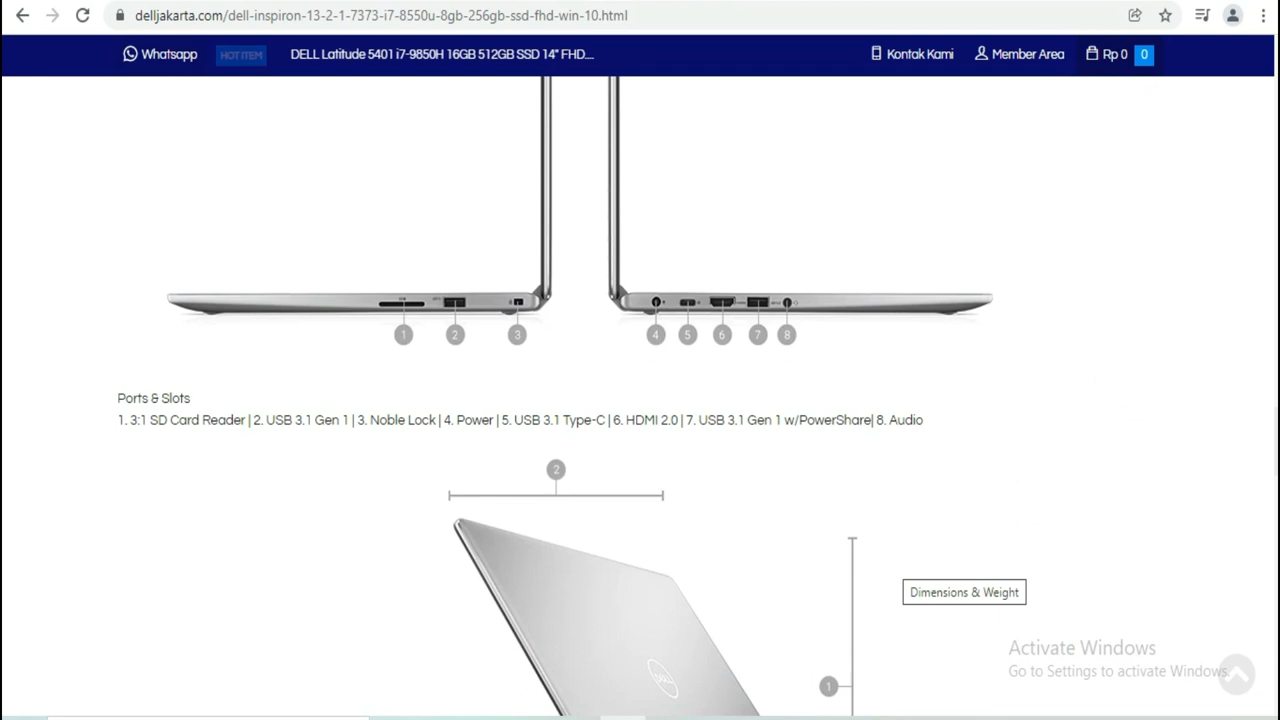 delljakarta.com/dell-inspiron-13-2-1-7373-i7-8550u-8gb-256gb-ssd-fhd-win-10.html
Whatsapp HOT ITEM DELL Latitude 5401 i7-9850H 16GB 512GB SSD 14" FHD... Kontak Kami Member Area Rp 0 0
1 2 3 4 5 6 7 8
Ports & Slots
1. 3:1 SD Card Reader | 2. USB 3.1 Gen 1 | 3. Noble Lock | 4. Power | 5. USB 3.1 Type-C | 6. HDMI 2.0 | 7. USB 3.1 Gen 1 w/PowerShare| 8. Audio
2
Dimensions & Weight
Activate Windows
Go to Settings to activate Windows.
DELL
1